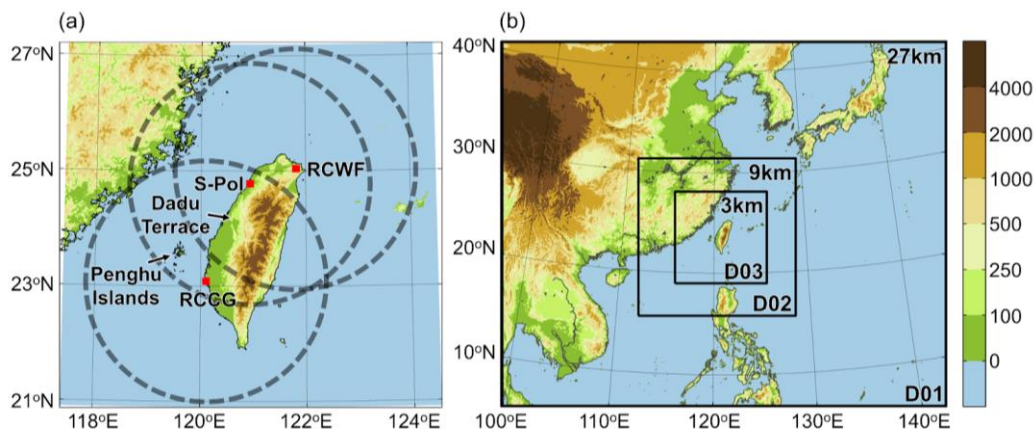 (a)
27°N
25°N
23°N
21°N
118°E
120°E
122°E
124°E
S-Pol
RCWF
Dadu
Terrace
Penghu
Islands
RCCG
(b)
40°N
30°N
20°N
10°N
100°E
110°E
120°E
130°E
140°E
27km
9km
3km
D03
D02
D01
4000
2000
1000
500
250
100
0